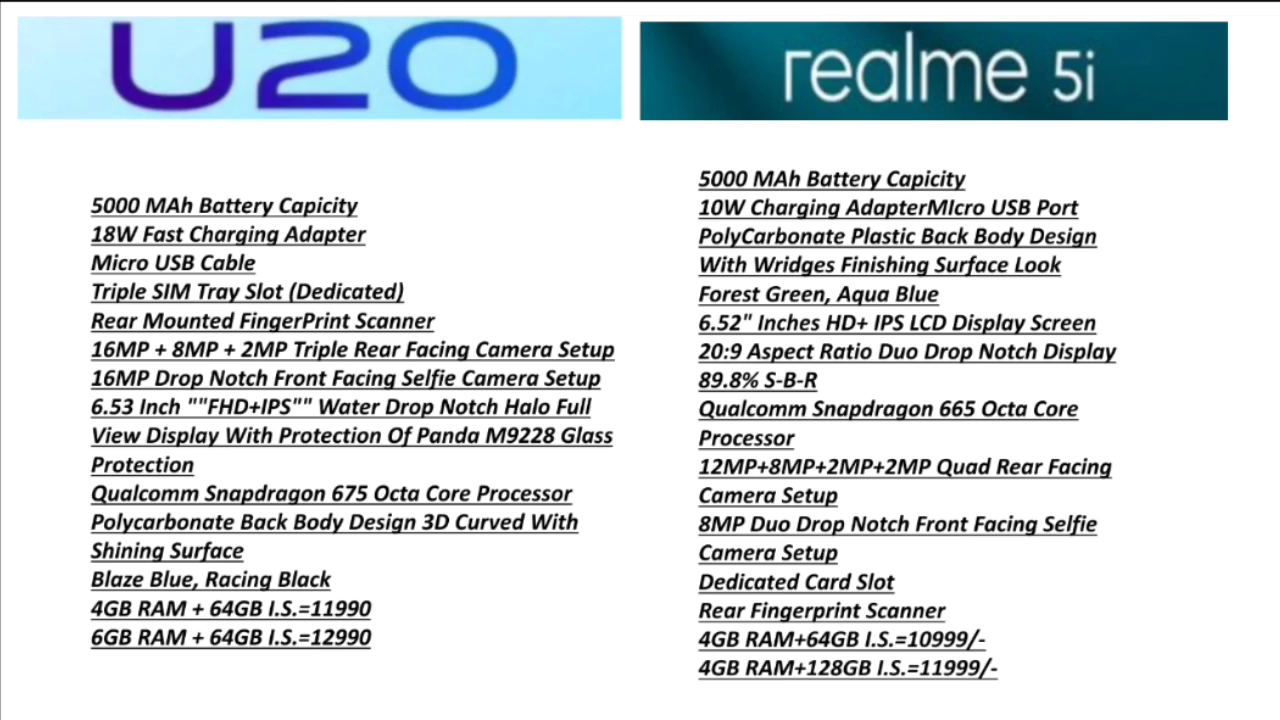 U20
5000 MAh Battery Capicity
18W Fast Charging Adapter
Micro USB Cable
Triple SIM Tray Slot (Dedicated)
Rear Mounted FingerPrint Scanner
16MP + 8MP + 2MP Triple Rear Facing Camera Setup
16MP Drop Notch Front Facing Selfie Camera Setup
6.53 Inch ""FHD+IPS"" Water Drop Notch Halo Full
View Display With Protection Of Panda M9228 Glass
Protection
Qualcomm Snapdragon 675 Octa Core Processor
Polycarbonate Back Body Design 3D Curved With
Shining Surface
Blaze Blue, Racing Black
4GB RAM + 64GB I.S.=11990
6GB RAM + 64GB I.S.=12990
realme 5i
5000 MAh Battery Capicity
10W Charging AdapterMIcro USB Port
PolyCarbonate Plastic Back Body Design
With Wridges Finishing Surface Look
Forest Green, Aqua Blue
6.52" Inches HD+ IPS LCD Display Screen
20:9 Aspect Ratio Duo Drop Notch Display
89.8% S-B-R
Qualcomm Snapdragon 665 Octa Core
Processor
12MP+8MP+2MP+2MP Quad Rear Facing
Camera Setup
8MP Duo Drop Notch Front Facing Selfie
Camera Setup
Dedicated Card Slot
Rear Fingerprint Scanner
4GB RAM+64GB I.S.=10999/-
4GB RAM+128GB I.S.=11999/-